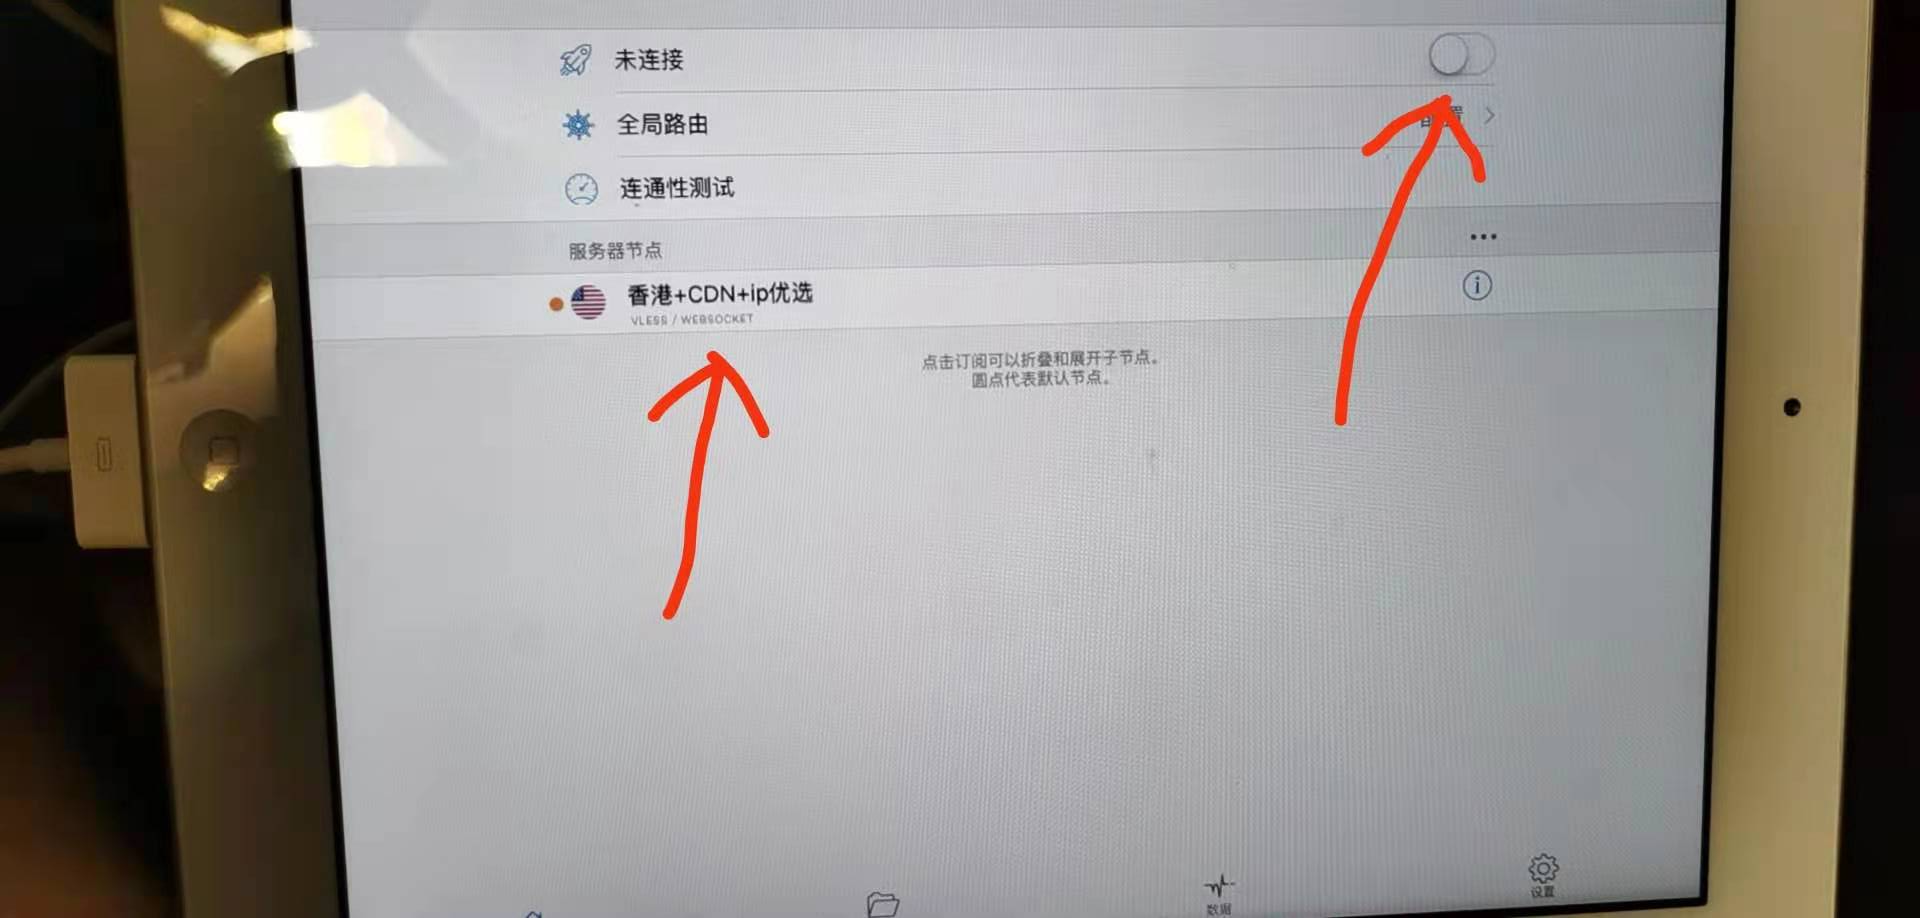 未连接
全局路由
配置
连通性测试
服务器节点
香港+CDN+ip优选
VLESS / WEBSOCKET
点击订阅可以折叠和展开子节点。
圆点代表默认节点。
数据
设置